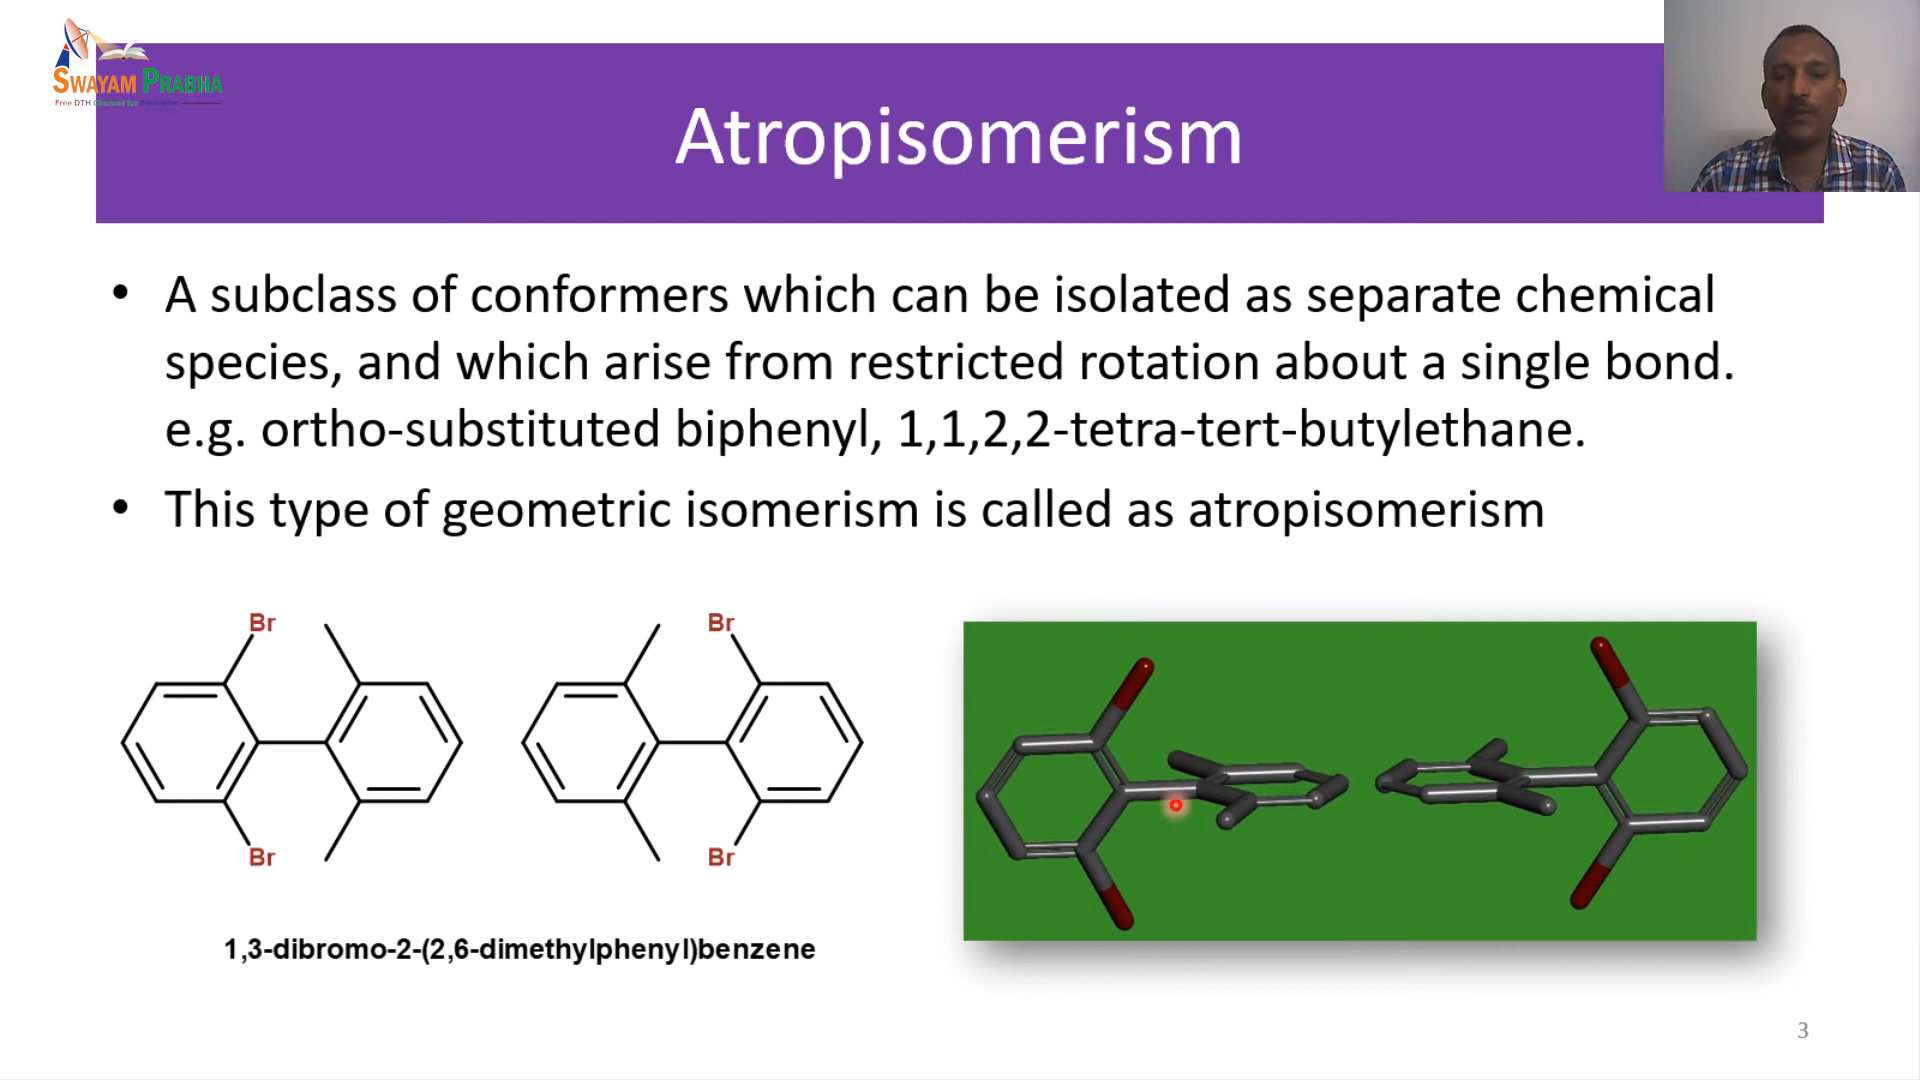 SWAYAM PRABHA
Free DTH Channel for Education
Atropisomerism
• A subclass of conformers which can be isolated as separate chemical
species, and which arise from restricted rotation about a single bond.
e.g. ortho-substituted biphenyl, 1,1,2,2-tetra-tert-butylethane.
• This type of geometric isomerism is called as atropisomerism
Br Br
Br Br
1,3-dibromo-2-(2,6-dimethylphenyl)benzene
3